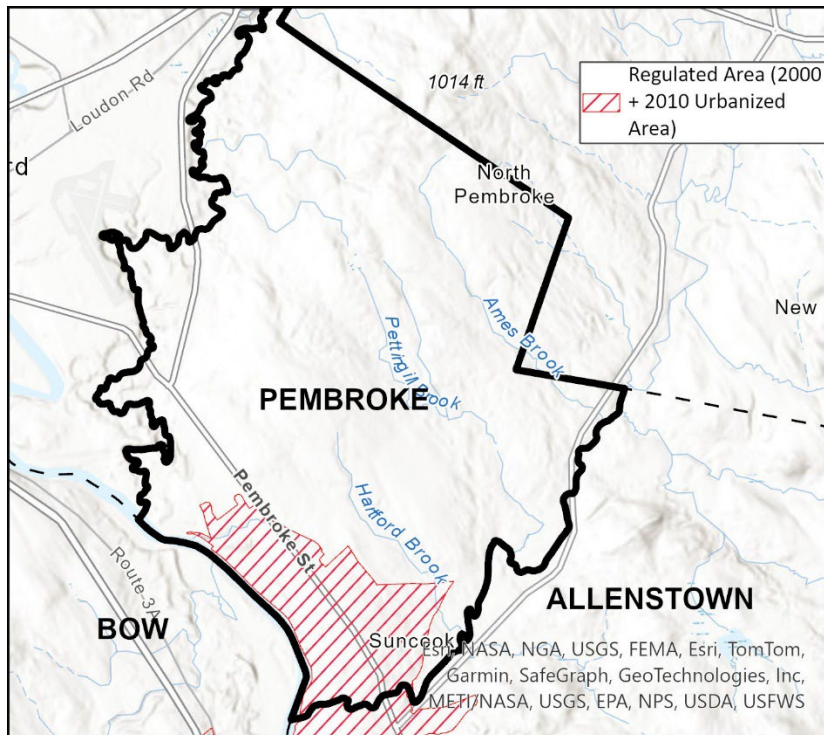 1014 ft
Regulated Area (2000
+ 2010 Urbanized
Area)
Loudon-Rd
rd
North
Pembroke
New
Ames Brook
Pettingill Brook
PEMBROKE
Pembroke St
Hartford Brook
Route-3A
BOW
ALLENSTOWN
Suncook
Esri, NASA, NGA, USGS, FEMA, Esri, TomTom,
Garmin, SafeGraph, GeoTechnologies, Inc,
METI/NASA, USGS, EPA, NPS, USDA, USFWS